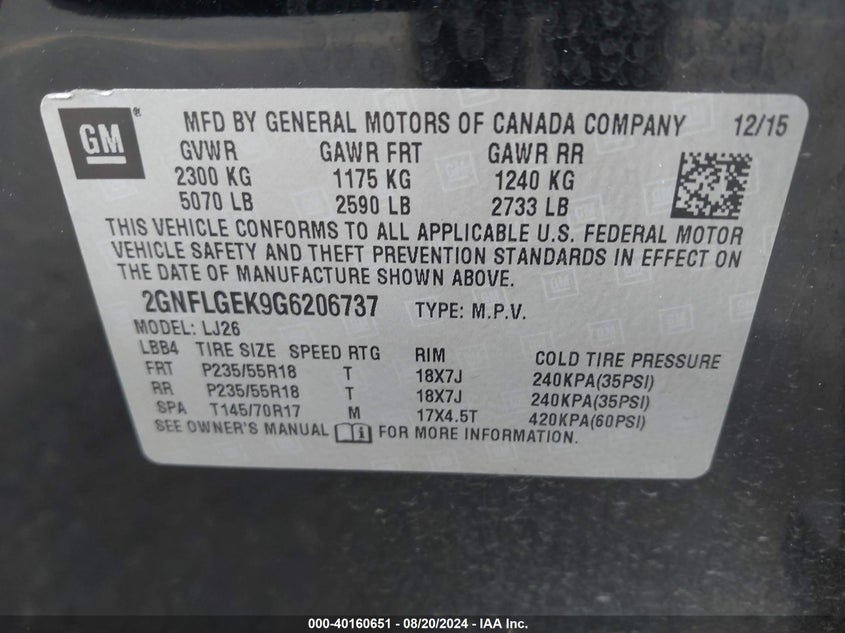 GM
MFD BY GENERAL MOTORS OF CANADA COMPANY 12/15
GVWR GAWR FRT GAWR RR
2300 KG 1175 KG 1240 KG
5070 LB 2590 LB 2733 LB
THIS VEHICLE CONFORMS TO ALL APPLICABLE U.S. FEDERAL MOTOR
VEHICLE SAFETY AND THEFT PREVENTION STANDARDS IN EFFECT ON
THE DATE OF MANUFACTURE SHOWN ABOVE.
2GNFLGEK9G6206737 TYPE: M.P.V.
MODEL: LJ26
LBB4 TIRE SIZE SPEED RTG RIM COLD TIRE PRESSURE
FRT P235/55R18 T 18X7J 240KPA(35PSI)
RR P235/55R18 T 18X7J 240KPA(35PSI)
SPA T145/70R17 M 17X4.5T 420KPA(60PSI)
SEE OWNER'S MANUAL i FOR MORE INFORMATION.
000-40160651 - 08/20/2024 - IAA Inc.